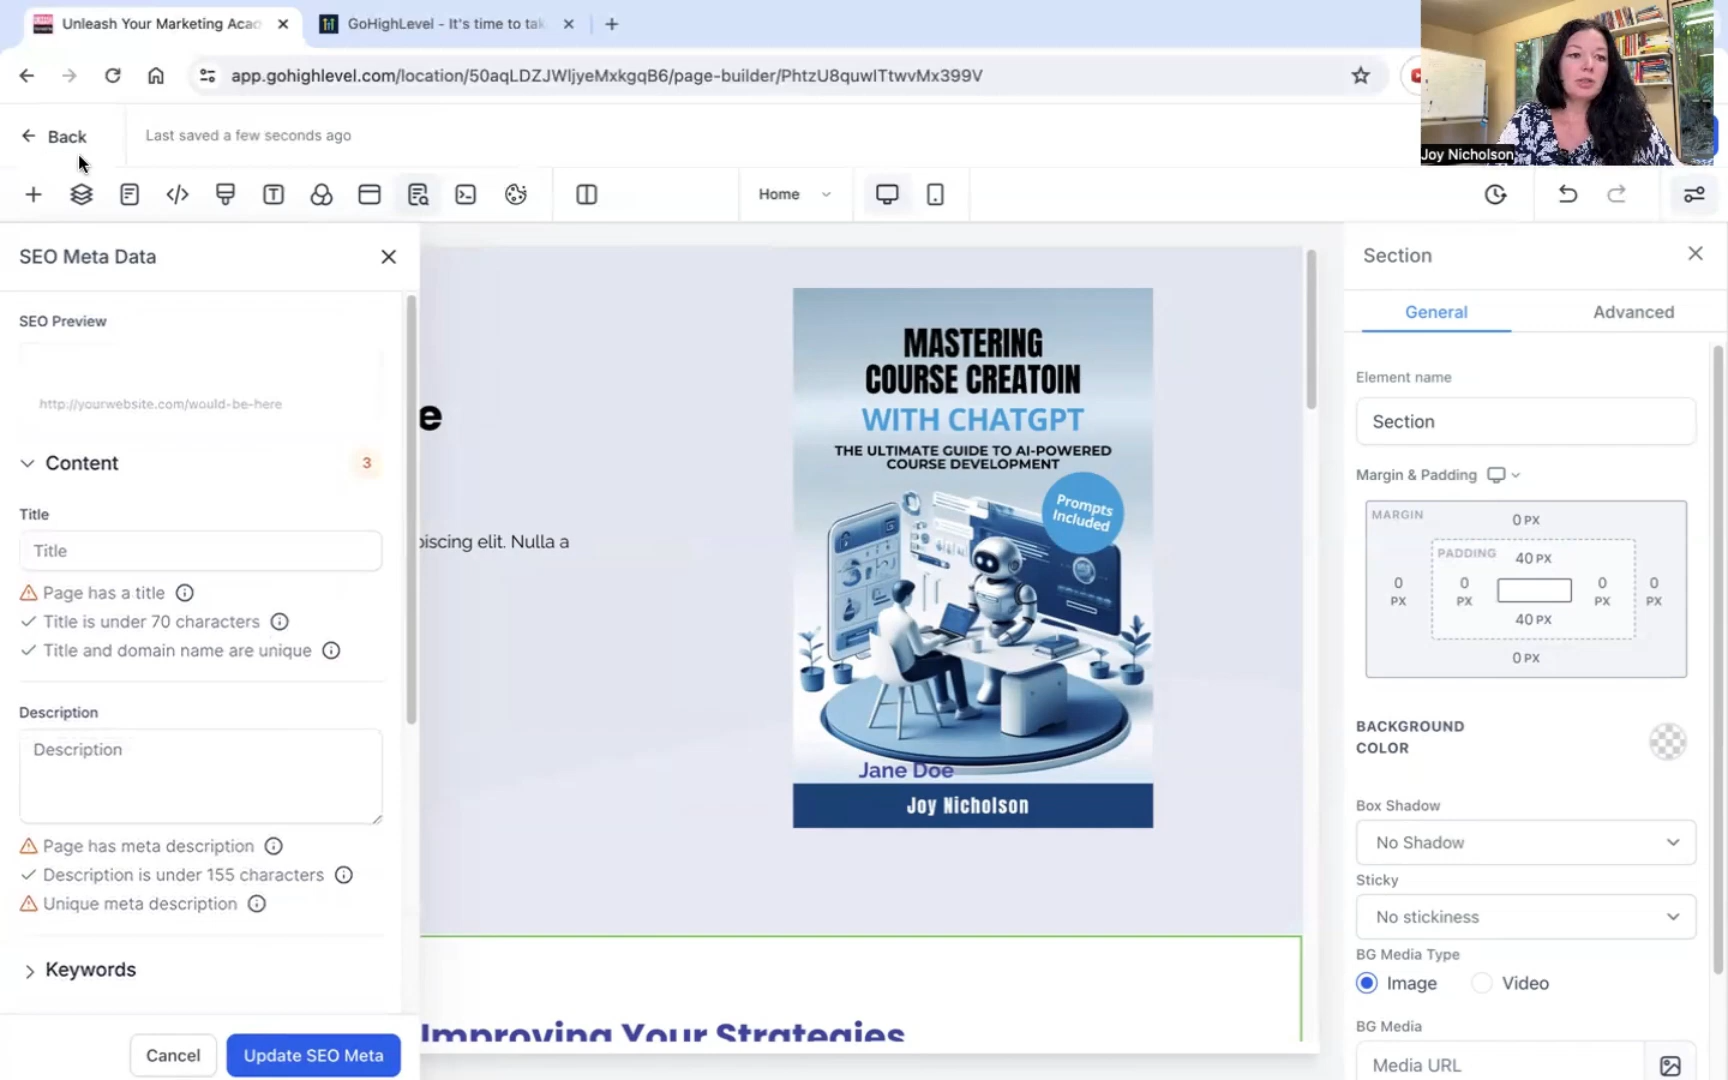 Unleash Your Marketing Acad
GoHighLevel - It's time to tak
app.gohighlevel.com/location/50aqLDZJWljyeMxkgqB6/page-builder/PhtzU8quwITtwvMx399V
Joy Nicholson
Back
Last saved a few seconds ago
Home
SEO Meta Data
SEO Preview
http://yourwebsite.com/would-be-here
Content
3
Title
Title
Page has a title
Title is under 70 characters
Title and domain name are unique
Description
Description
Page has meta description
Description is under 155 characters
Unique meta description
Keywords
Cancel
Update SEO Meta
e
piscing elit. Nulla a
MASTERING
COURSE CREATOIN
WITH CHATGPT
THE ULTIMATE GUIDE TO AI-POWERED
COURSE DEVELOPMENT
Prompts
Included
Jane Doe
Joy Nicholson
Improving Your Strategies
Section
General
Advanced
Element name
Section
Margin & Padding
MARGIN
0 PX
PADDING
40 PX
0
PX
0
PX
0
PX
0
PX
40 PX
0 PX
BACKGROUND
COLOR
Box Shadow
No Shadow
Sticky
No stickiness
BG Media Type
Image
Video
BG Media
Media URL